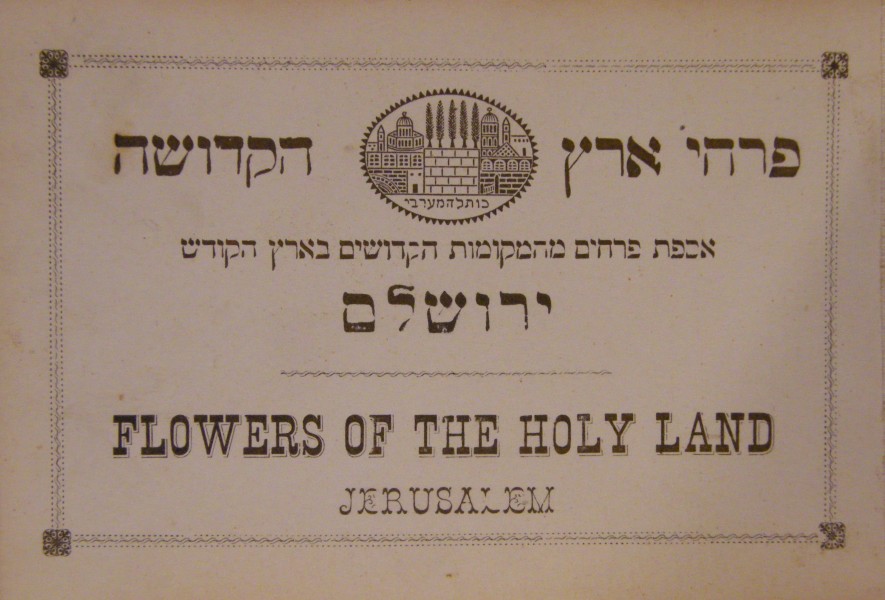 פרחי ארץ הקדושה
כותל המערבי
אספת פרחים מהמקומות הקדושים בארץ הקודש
ירושלם
FLOWERS OF THE HOLY LAND
JERUSALEM